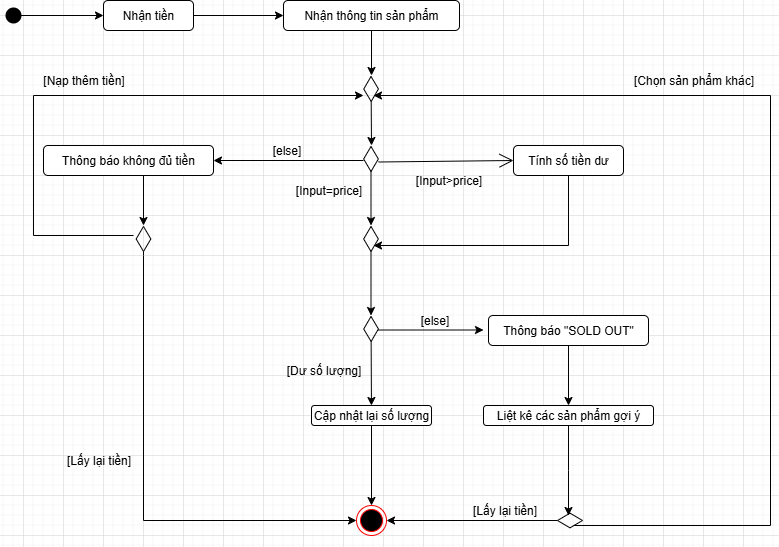 Nhận tiền
Nhận thông tin sản phẩm
[Nạp thêm tiền]
[Chọn sản phẩm khác]
[else]
Thông báo không đủ tiền
Tính số tiền dư
[Input=price]
[Input>price]
[else]
Thông báo "SOLD OUT"
[Dư số lượng]
Cập nhật lại số lượng
Liệt kê các sản phẩm gợi ý
[Lấy lại tiền]
[Lấy lại tiền]